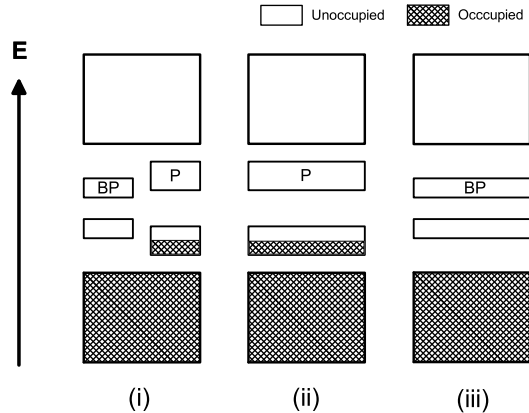 Unoccupied
Occcupied
E
P
P
BP
BP
(i)
(ii)
(iii)